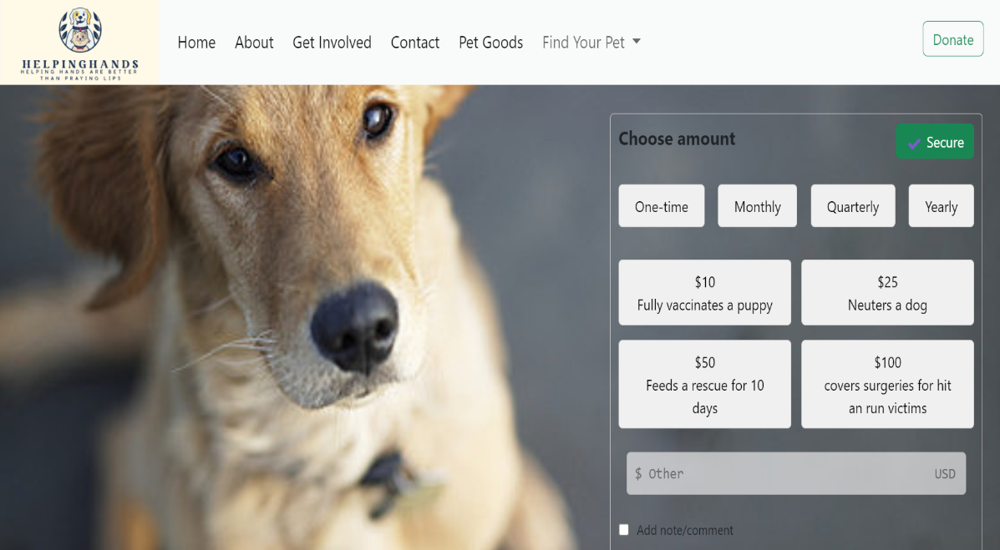 HELPINGHANDS
HELPING HANDS ARE BETTER
THAN PRAYING LIPS
Home About Get Involved Contact Pet Goods Find Your Pet
Donate
Choose amount
Secure
One-time Monthly Quarterly Yearly
$10
Fully vaccinates a puppy
$25
Neuters a dog
$50
Feeds a rescue for 10
days
$100
covers surgeries for hit
an run victims
$ Other USD
Add note/comment